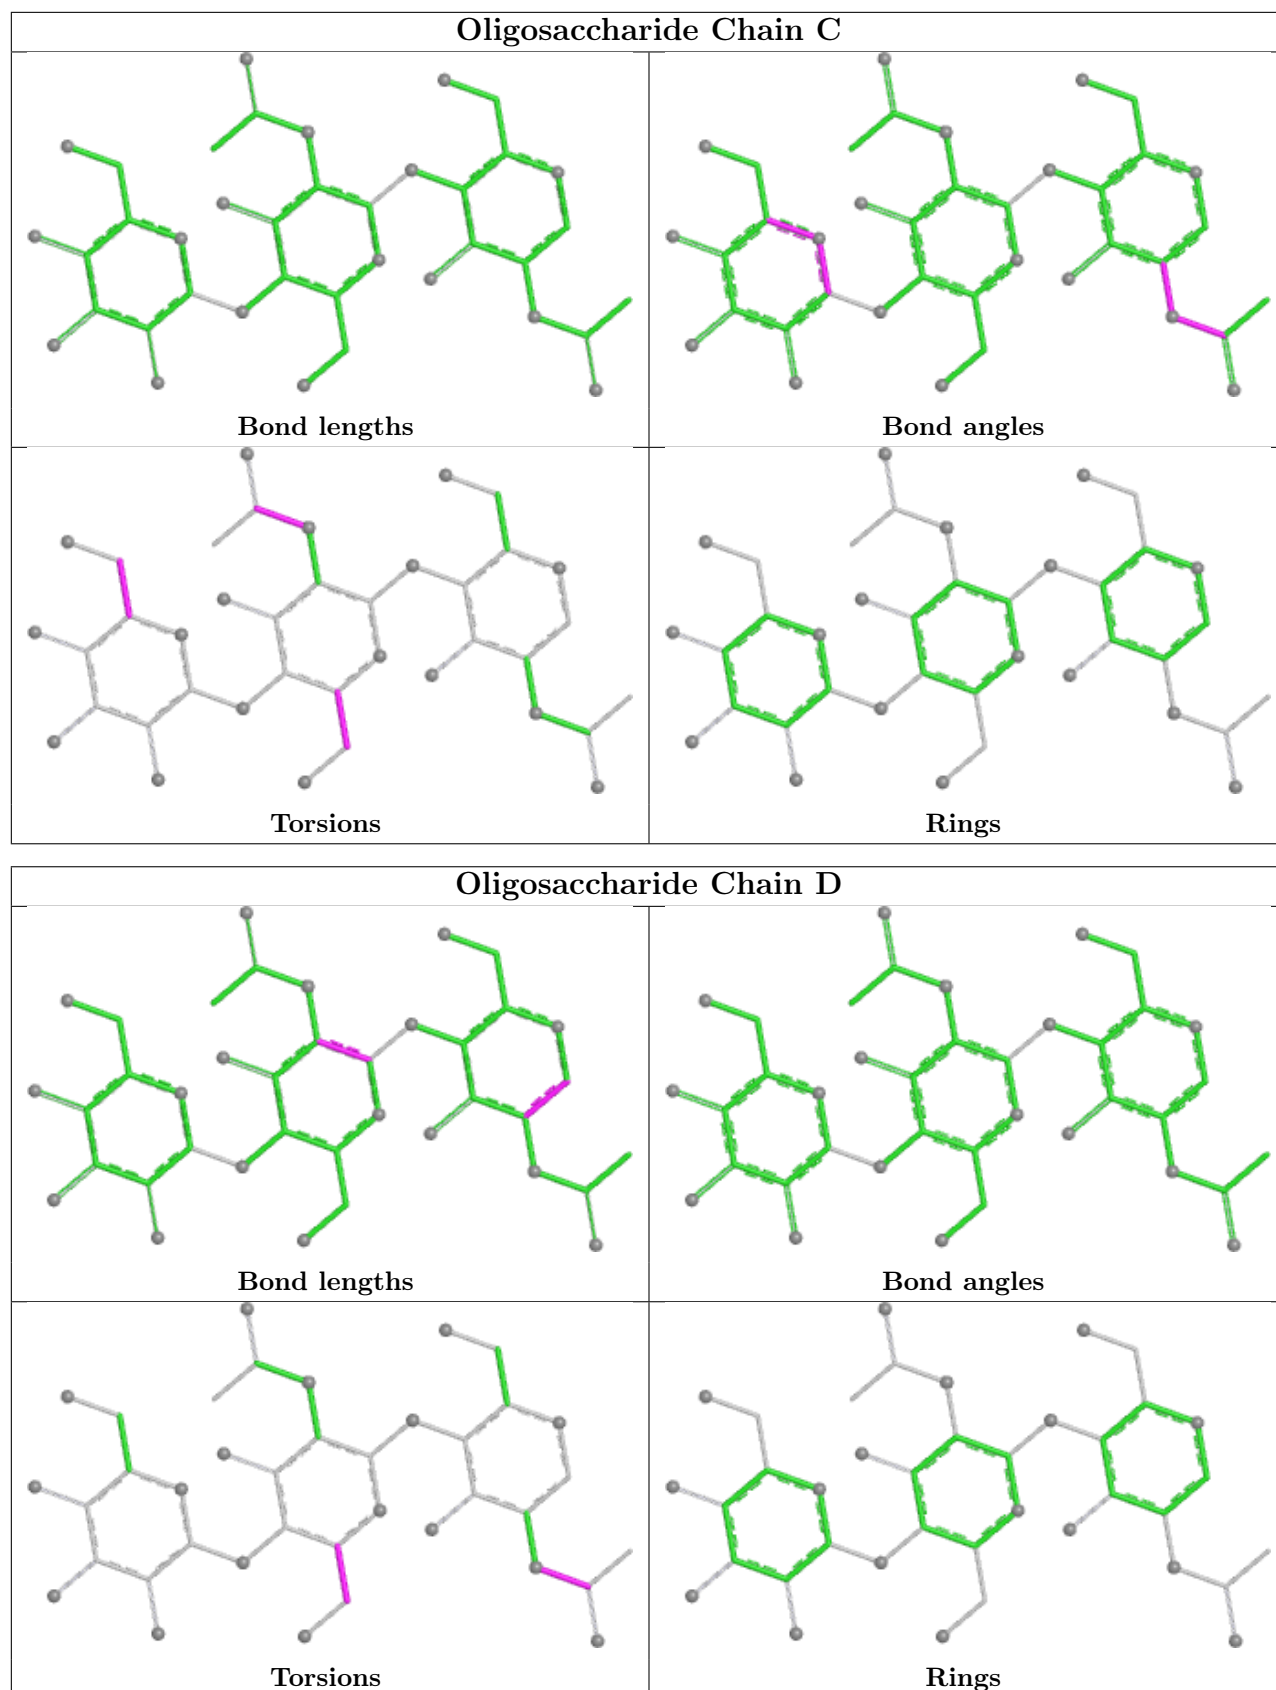 Oligosaccharide Chain C
Bond lengths
Bond angles
Torsions
Rings
Oligosaccharide Chain D
Bond lengths
Bond angles
Torsions
Rings